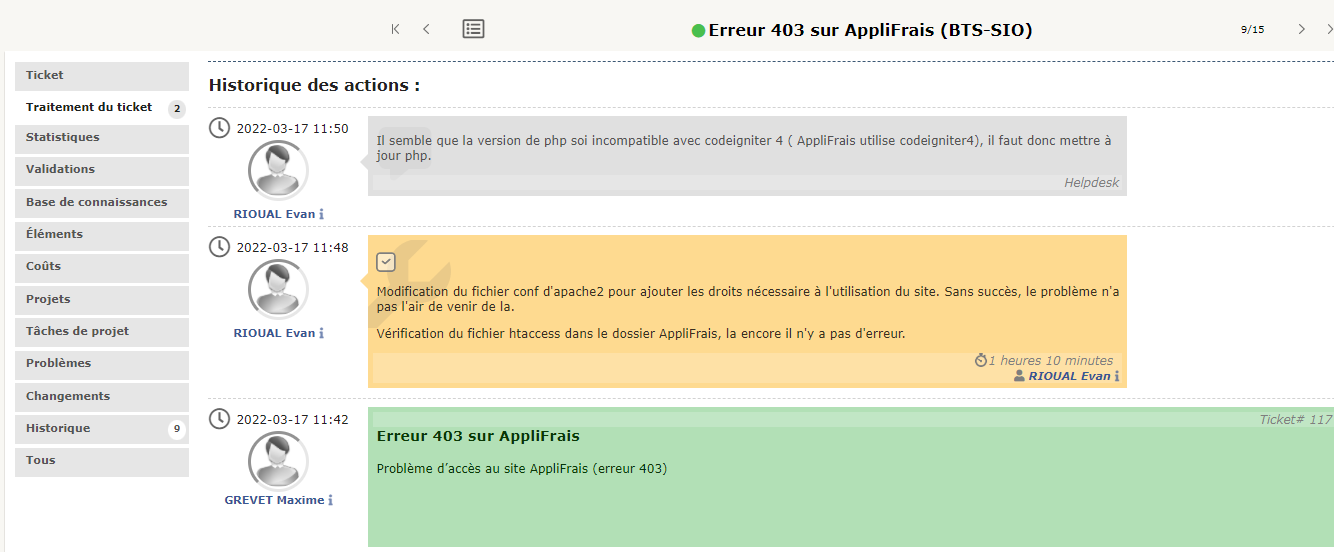 Erreur 403 sur AppliFrais (BTS-SIO)
9/15
Ticket
Traitement du ticket 2
Statistiques
Validations
Base de connaissances
Éléments
Coûts
Projets
Tâches de projet
Problèmes
Changements
Historique 9
Tous
Historique des actions :
2022-03-17 11:50
RIOUAL Evan
Il semble que la version de php soi incompatible avec codeigniter 4 ( AppliFrais utilise codeigniter4), il faut donc mettre à
jour php.
Helpdesk
2022-03-17 11:48
RIOUAL Evan
Modification du fichier conf d'apache2 pour ajouter les droits nécessaire à l'utilisation du site. Sans succès, le problème n'a
pas l'air de venir de la.
Vérification du fichier htaccess dans le dossier AppliFrais, la encore il n'y a pas d'erreur.
1 heures 10 minutes
RIOUAL Evan
2022-03-17 11:42
GREVET Maxime
Ticket# 117
Erreur 403 sur AppliFrais
Problème d’accès au site AppliFrais (erreur 403)